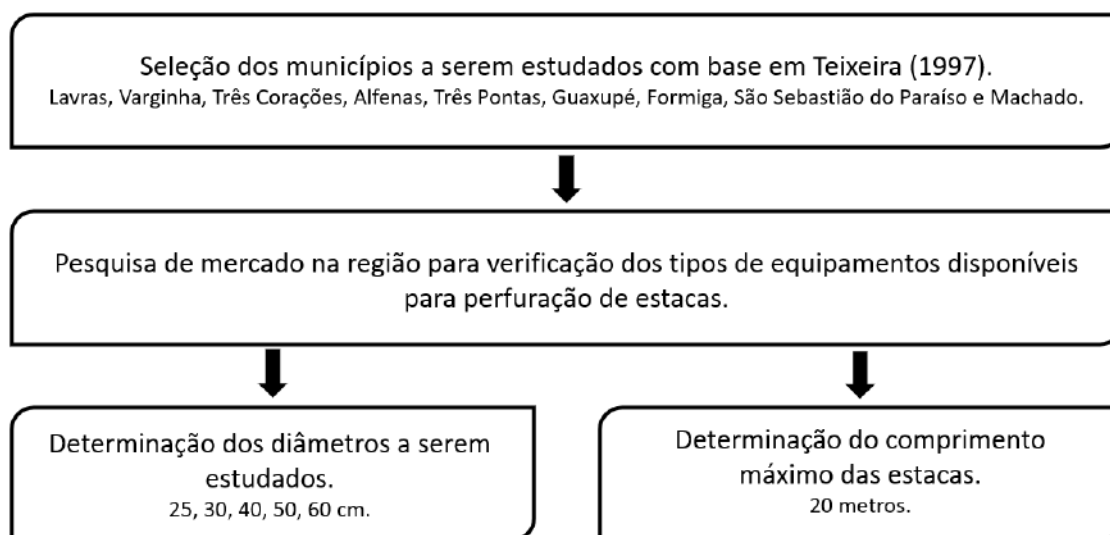 Seleção dos municípios a serem estudados com base em Teixeira (1997).
Lavras, Varginha, Três Corações, Alfenas, Três Pontas, Guaxupé, Formiga, São Sebastião do Paraíso e Machado.
Pesquisa de mercado na região para verificação dos tipos de equipamentos disponíveis
para perfuração de estacas.
Determinação dos diâmetros a serem
estudados.
25, 30, 40, 50, 60 cm.
Determinação do comprimento
máximo das estacas.
20 metros.